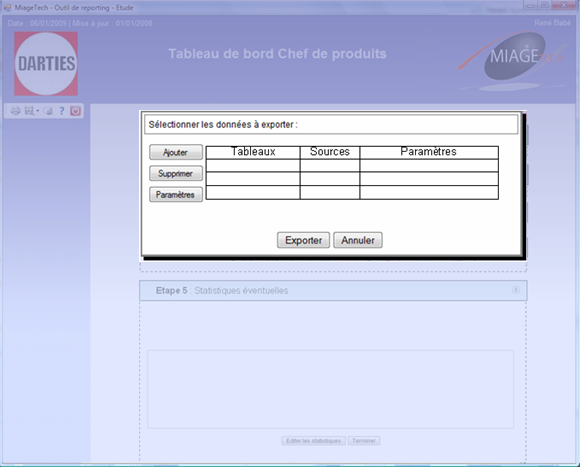 MiageTech - Outil de reporting - Etude
Date : 06/01/2009 | Mise à jour : 01/01/2008
René Babé
DARTIES
Tableau de bord Chef de produits
MIAGE
Sélectionner les données à exporter :
Ajouter
Tableaux Sources Paramètres
Supprimer
Paramètres
Exporter Annuler
Etape 5 : Statistiques éventuelles
Editer les statistiques Terminer